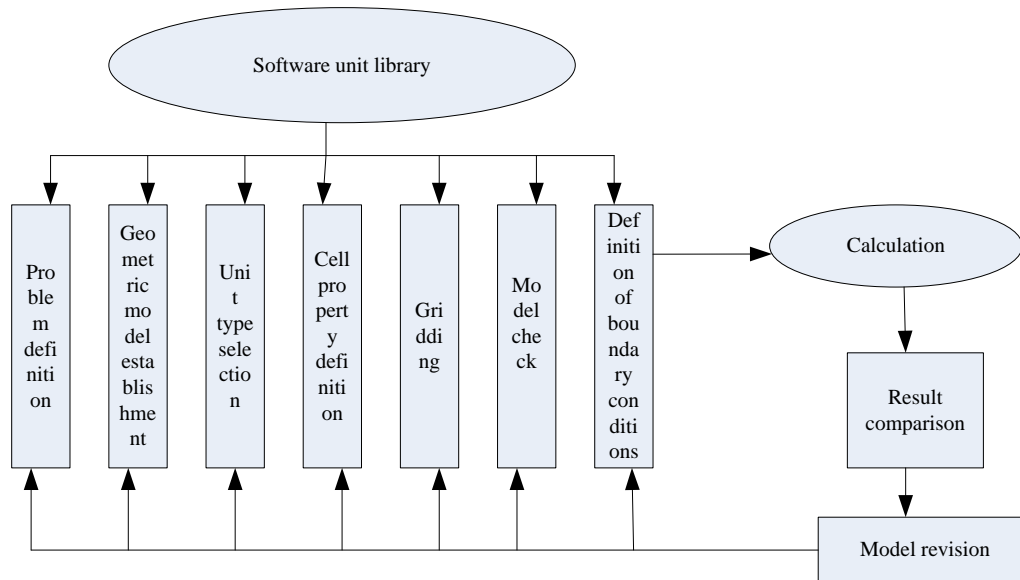 Software unit library
Pro
ble
m
defi
niti
on
Geo
met
ric
mo
del
esta
blis
hme
nt
Uni
t
type
sele
ctio
n
Cell
pro
pert
y
defi
niti
on
Gri
ddi
ng
Mo
del
che
ck
Def
initi
on
of
bou
nda
ry
con
ditio
ns
Calculation
Result
comparison
Model revision